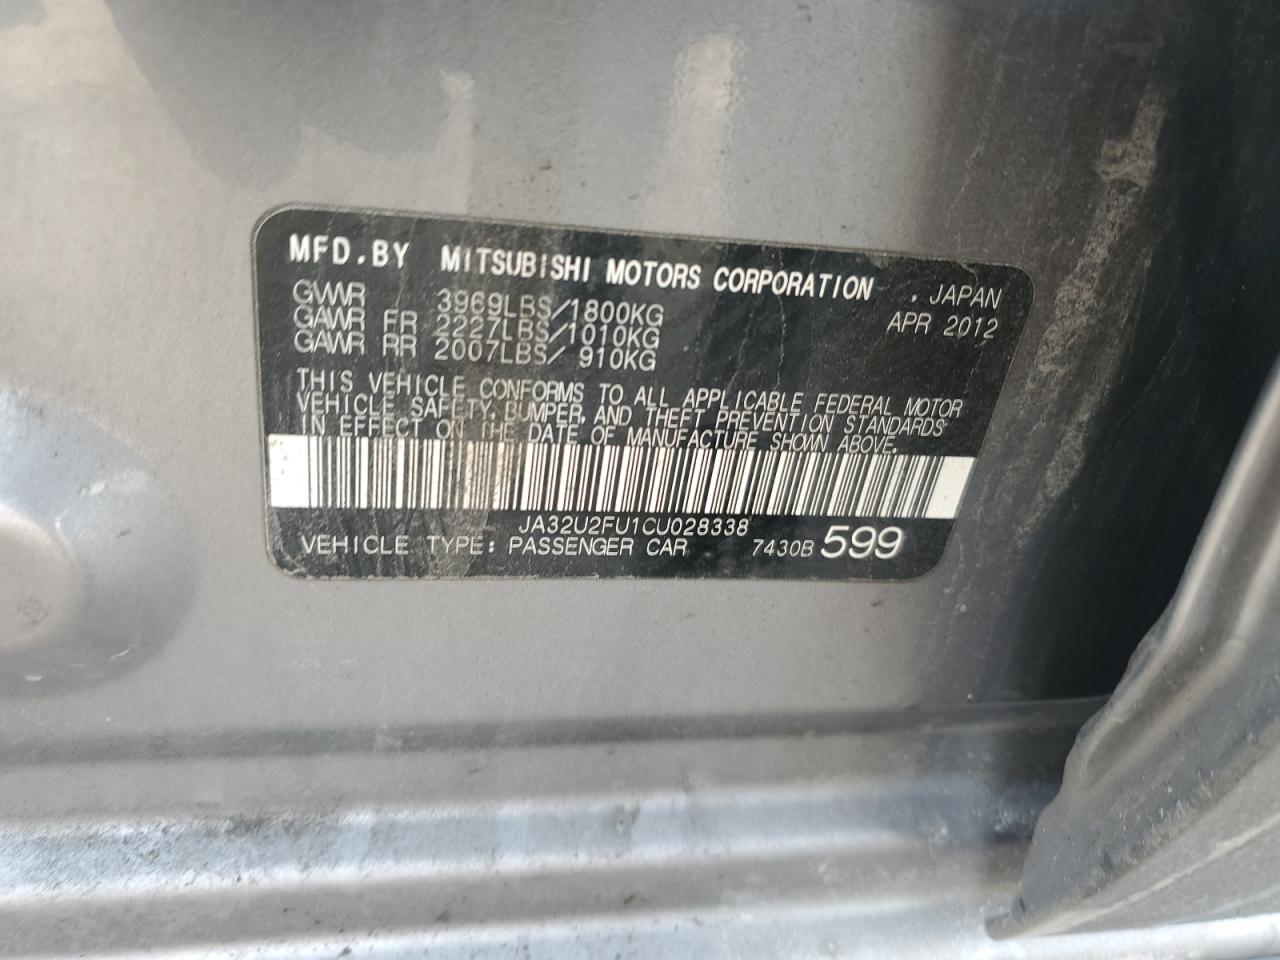 MFD.BY MITSUBISHI MOTORS CORPORATION . JAPAN
GVWR 3969LBS/1800KG APR 2012
GAWR FR 2227LBS/1010KG
GAWR RR 2007LBS/ 910KG
THIS VEHICLE CONFORMS TO ALL APPLICABLE FEDERAL MOTOR
VEHICLE SAFETY, BUMPER, AND THEFT PREVENTION STANDARDS
IN EFFECT ON THE DATE OF MANUFACTURE SHOWN ABOVE.
JA32U2FU1CU028338
VEHICLE TYPE: PASSENGER CAR 7430B 599